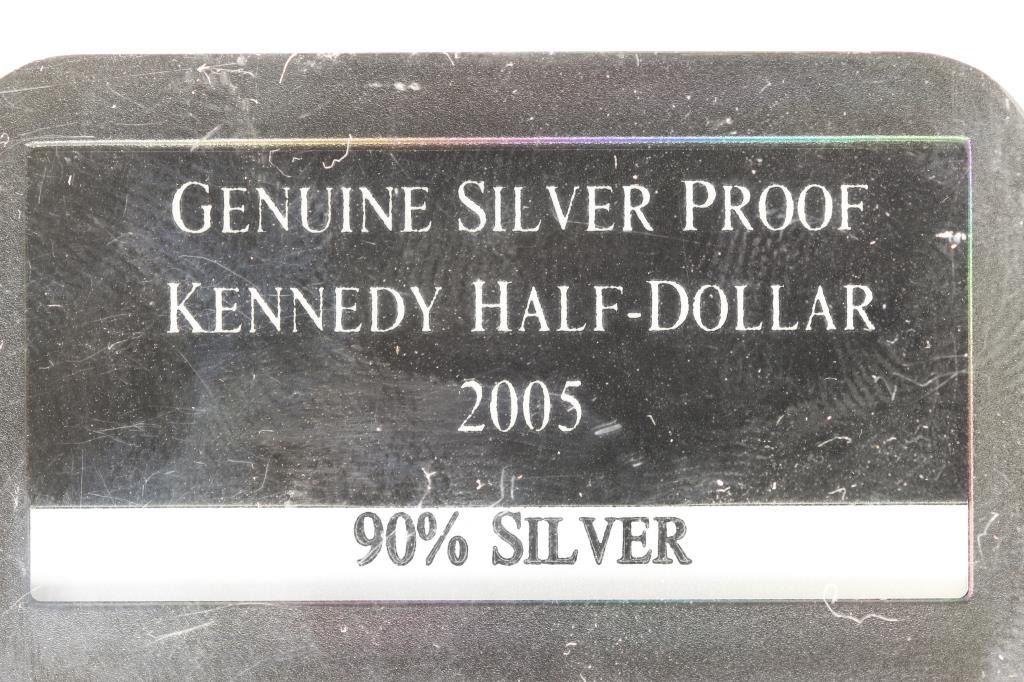 GENUINE SILVER PROOF
KENNEDY HALF-DOLLAR
2005
90% SILVER